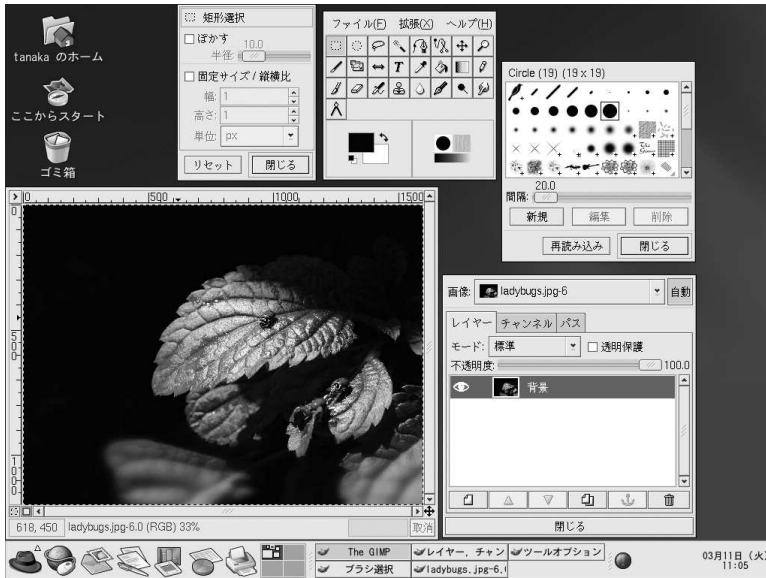 tanaka のホーム
ここからスタート
ゴミ箱
矩形選択
ぼかす
半径: 10.0
固定サイズ / 縦横比
幅: 1
高さ: 1
単位: px
リセット
閉じる
ファイル(F) 拡張(X) ヘルプ(H)
Circle (19) (19 x 19)
間隔: 20.0
新規 編集 削除
再読み込み 閉じる
0 500 1000 1500
0
500
1000
618, 450 ladybugs.jpg-6.0 (RGB) 33% 取消
画像: ladybugs.jpg-6 自動
レイヤー チャンネル パス
モード: 標準 透明保護
不透明度: 100.0
背景
閉じる
The GIMP レイヤー, チャン ツールオプション
ブラシ選択 ladybugs.jpg-6.(
03月11日 (火)
11:05